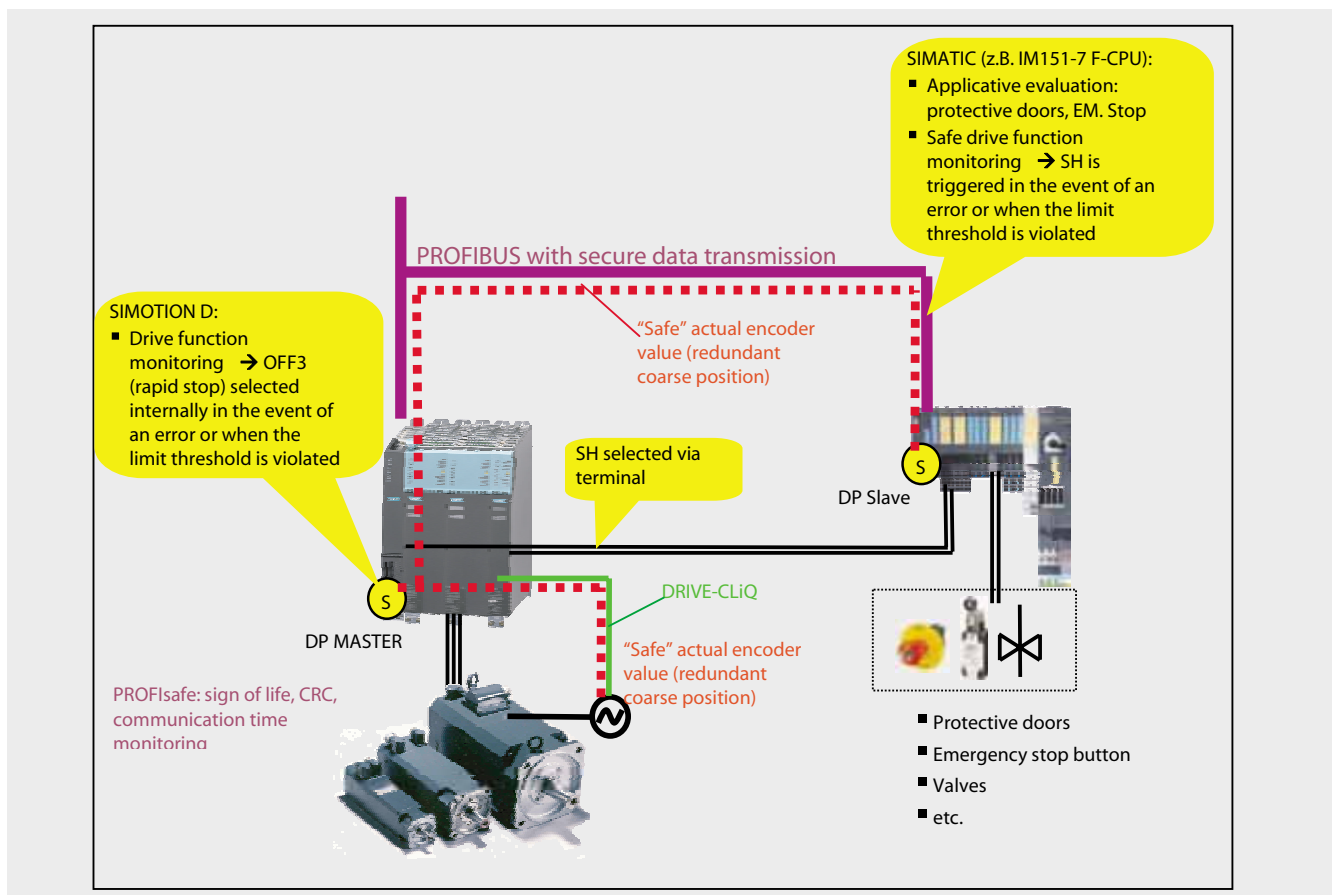 SIMATIC (z.B. IM151-7 F-CPU):
▪ Applicative evaluation:
protective doors, EM. Stop
▪ Safe drive function
monitoring → SH is
triggered in the event of an
error or when the limit
threshold is violated
PROFIBUS with secure data transmission
SIMOTION D:
▪ Drive function
monitoring → OFF3
(rapid stop) selected
internally in the event of
an error or when the
limit threshold is violated
“Safe” actual encoder
value (redundant
coarse position)
SH selected via
terminal
S
DP Slave
S
DP MASTER
DRIVE-CLiQ
“Safe” actual encoder
value (redundant
coarse position)
PROFIsafe: sign of life, CRC,
communication time
monitoring
▪ Protective doors
▪ Emergency stop button
▪ Valves
▪ etc.